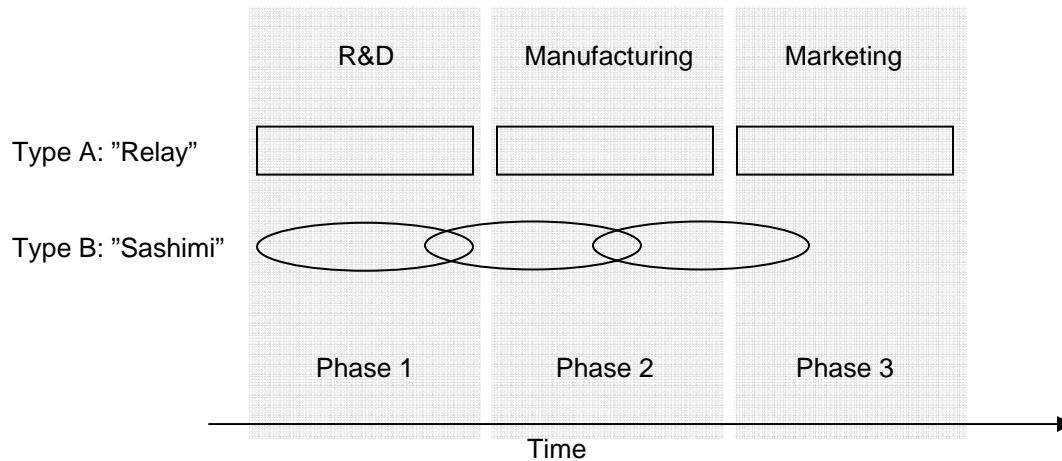 R&D Manufacturing Marketing
Type A: ”Relay”
Type B: ”Sashimi”
Phase 1 Phase 2 Phase 3
Time